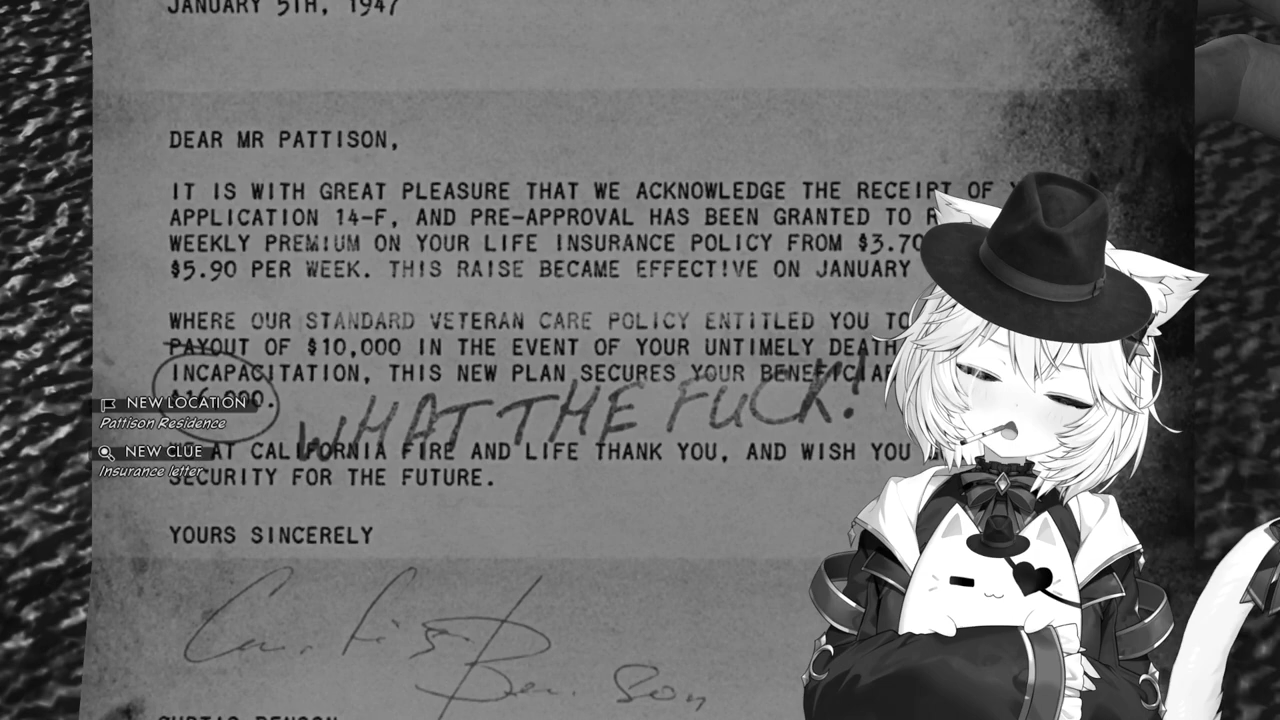 JANUARY 5TH, 1947
DEAR MR PATTISON,
IT IS WITH GREAT PLEASURE THAT WE ACKNOWLEDGE THE RECEIPT OF
APPLICATION 14-F, AND PRE-APPROVAL HAS BEEN GRANTED TO
WEEKLY PREMIUM ON YOUR LIFE INSURANCE POLICY FROM $3.70
$5.90 PER WEEK. THIS RAISE BECAME EFFECTIVE ON JANUARY
WHERE OUR STANDARD VETERAN CARE POLICY ENTITLED YOU TO
PAYOUT OF $10,000 IN THE EVENT OF YOUR UNTIMELY DEATH
INCAPACITATION, THIS NEW PLAN SECURES YOUR
NEW LOCATION
Pattison Residence
WHAT THE FUCK!
NEW CLUE
Insurance letter
AT CALIFORNIA FIRE AND LIFE THANK YOU, AND WISH YOU
SECURITY FOR THE FUTURE.
YOURS SINCERELY
CURTIS BENSON